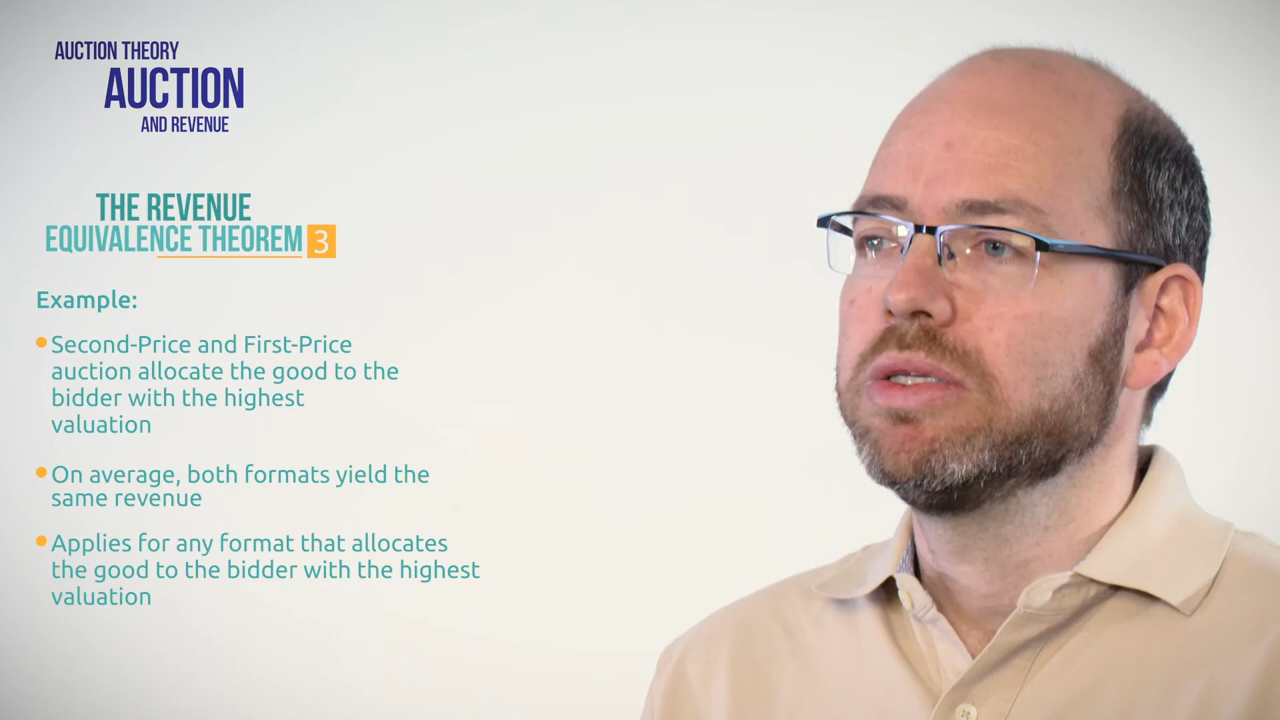 AUCTION THEORY
AUCTION
AND REVENUE
THE REVENUE
EQUIVALENCE THEOREM 3
Example:
Second-Price and First-Price
auction allocate the good to the
bidder with the highest
valuation
On average, both formats yield the
same revenue
Applies for any format that allocates
the good to the bidder with the highest
valuation